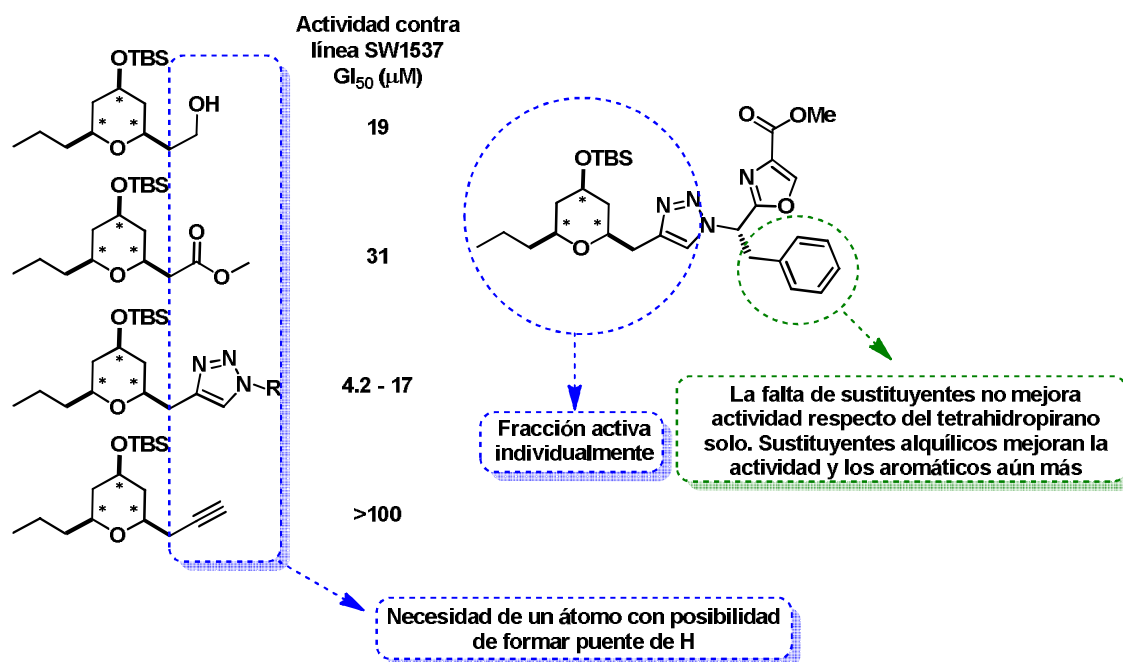 Actividad contra
línea SW1537
GI50 (μM)
OTBS
OH
* * *
O
19
OTBS
* * *
O
O
O
31
OTBS
* * *
O
N N
N R
4.2 - 17
OTBS
* * *
O
>100
OTBS
* * *
O
N N
N
O OMe
N
O
Fracción activa
individualmente
La falta de sustituyentes no mejora
actividad respecto del tetrahidropirano
solo. Sustituyentes alquílicos mejoran la
actividad y los aromáticos aún más
Necesidad de un átomo con posibilidad
de formar puente de H